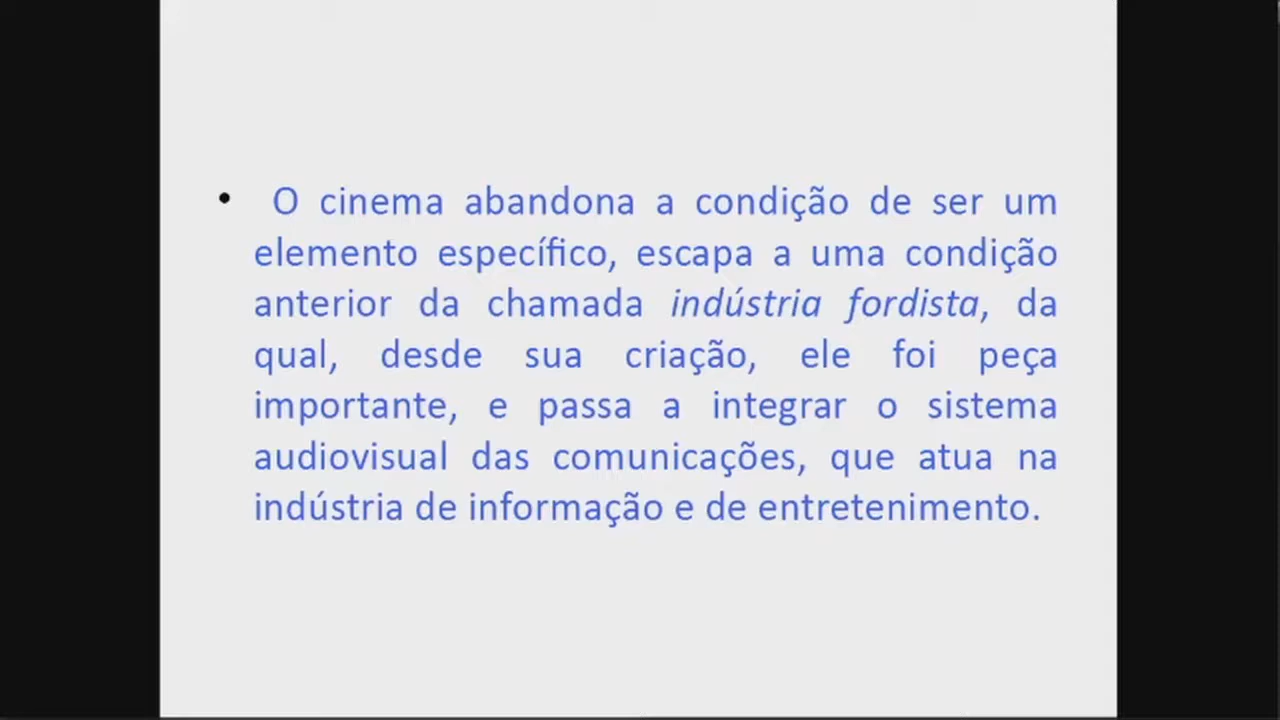 • O cinema abandona a condição de ser um
elemento específico, escapa a uma condição
anterior da chamada indústria fordista, da
qual, desde sua criação, ele foi peça
importante, e passa a integrar o sistema
audiovisual das comunicações, que atua na
indústria de informação e de entretenimento.